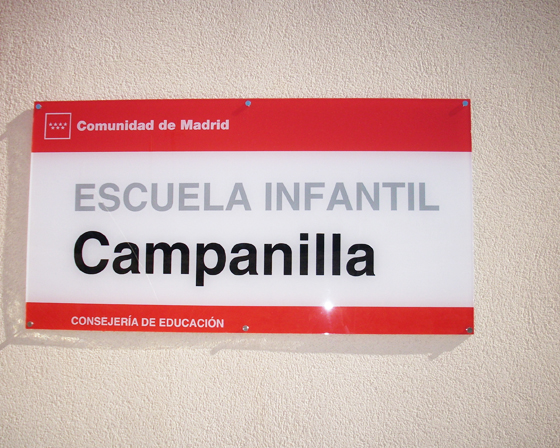 Comunidad de Madrid
ESCUELA INFANTIL
Campanilla
CONSEJERÍA DE EDUCACIÓN